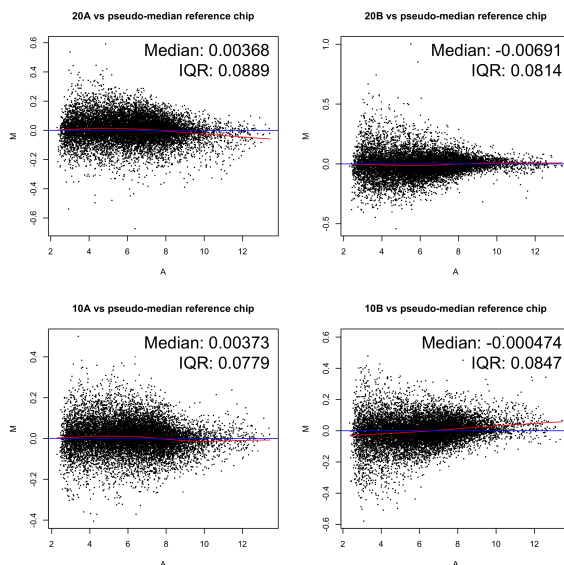 20A vs pseudo-median reference chip
Median: 0.00368
IQR: 0.0889
M
0.6
0.4
0.2
0.0
-0.2
-0.4
-0.6
2 4 6 8 10 12
A
20B vs pseudo-median reference chip
Median: -0.00691
IQR: 0.0814
M
1.0
0.5
0.0
-0.5
2 4 6 8 10 12
A
10A vs pseudo-median reference chip
Median: 0.00373
IQR: 0.0779
M
0.4
0.2
0.0
-0.2
-0.4
2 4 6 8 10 12
A
10B vs pseudo-median reference chip
Median: -0.000474
IQR: 0.0847
M
0.6
0.4
0.2
0.0
-0.2
-0.4
-0.6
2 4 6 8 10 12
A